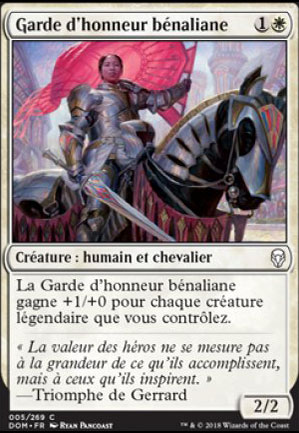 Garde d'honneur bénaliane 1
Créature : humain et chevalier
La Garde d'honneur bénaliane
gagne +1/+0 pour chaque créature
légendaire que vous contrôlez.
« La valeur des héros ne se mesure pas
à la grandeur de ce qu'ils accomplissent,
mais à ceux qu'ils inspirent. »
—Triomphe de Gerrard
2/2
005/269 C
DOM • FR RYAN PANCOAST
™ & © 2018 Wizards of the Coast